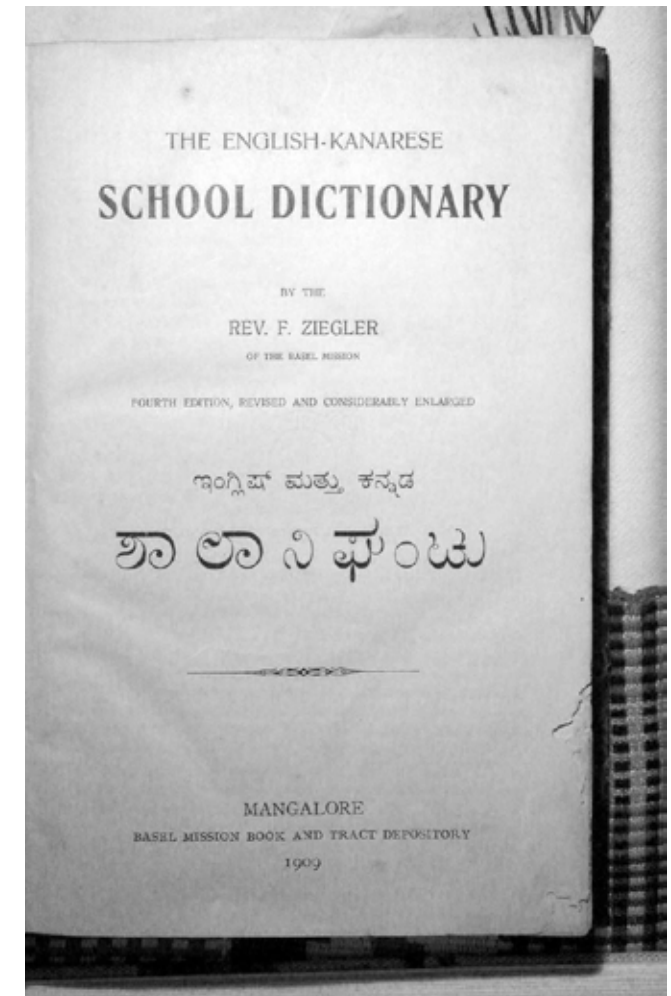 THE ENGLISH-KANARESE
SCHOOL DICTIONARY
BY THE
REV. F. ZIEGLER
OF THE BASEL MISSION
FOURTH EDITION, REVISED AND CONSIDERABLY ENLARGED
ಇಂಗ್ಲಿಷ್ ಮತ್ತು ಕನ್ನಡ
ಶಾಲಾನಿಘಂಟು
MANGALORE
BASEL MISSION BOOK AND TRACT DEPOSITORY
1909